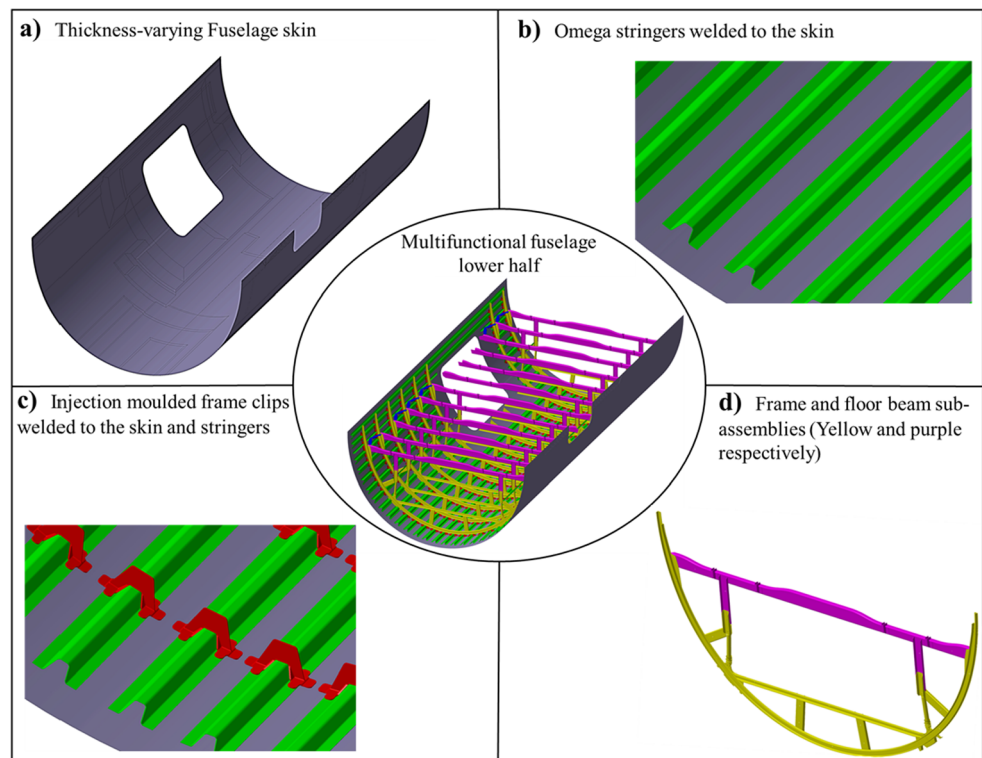 a) Thickness-varying Fuselage skin
b) Omega stringers welded to the skin
Multifunctional fuselage
lower half
c) Injection moulded frame clips
welded to the skin and stringers
d) Frame and floor beam sub-
assemblies (Yellow and purple
respectively)